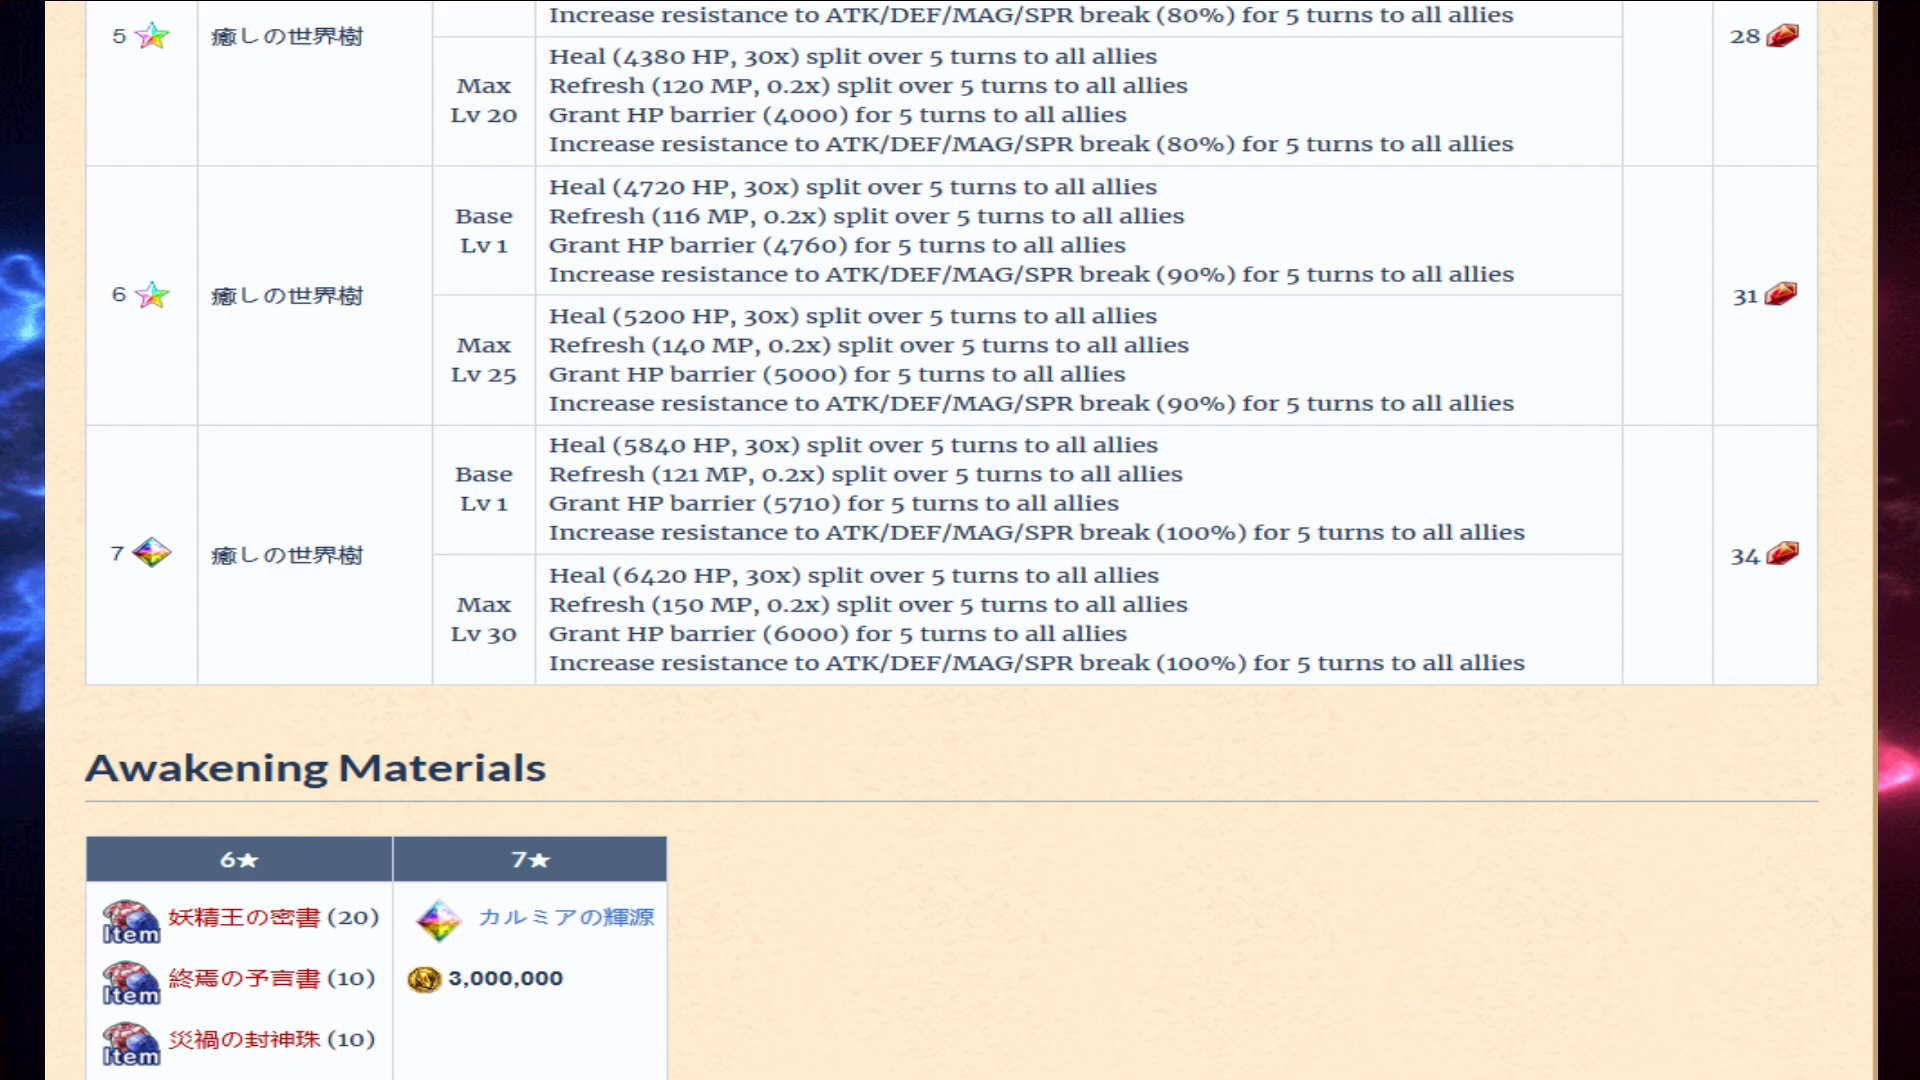 Increase resistance to ATK/DEF/MAG/SPR break (80%) for 5 turns to all allies
5 癒しの世界樹 28
Max Lv 20
Heal (4380 HP, 30x) split over 5 turns to all allies
Refresh (120 MP, 0.2x) split over 5 turns to all allies
Grant HP barrier (4000) for 5 turns to all allies
Increase resistance to ATK/DEF/MAG/SPR break (80%) for 5 turns to all allies
6 癒しの世界樹 31
Base Lv 1
Heal (4720 HP, 30x) split over 5 turns to all allies
Refresh (116 MP, 0.2x) split over 5 turns to all allies
Grant HP barrier (4760) for 5 turns to all allies
Increase resistance to ATK/DEF/MAG/SPR break (90%) for 5 turns to all allies
Max Lv 25
Heal (5200 HP, 30x) split over 5 turns to all allies
Refresh (140 MP, 0.2x) split over 5 turns to all allies
Grant HP barrier (5000) for 5 turns to all allies
Increase resistance to ATK/DEF/MAG/SPR break (90%) for 5 turns to all allies
7 癒しの世界樹 34
Base Lv 1
Heal (5840 HP, 30x) split over 5 turns to all allies
Refresh (121 MP, 0.2x) split over 5 turns to all allies
Grant HP barrier (5710) for 5 turns to all allies
Increase resistance to ATK/DEF/MAG/SPR break (100%) for 5 turns to all allies
Max Lv 30
Heal (6420 HP, 30x) split over 5 turns to all allies
Refresh (150 MP, 0.2x) split over 5 turns to all allies
Grant HP barrier (6000) for 5 turns to all allies
Increase resistance to ATK/DEF/MAG/SPR break (100%) for 5 turns to all allies
Awakening Materials
6★ 7★
Item 妖精王の密書 (20) カルミアの輝源
Item 終焉の予言書 (10) 3,000,000
Item 災禍の封神珠 (10)